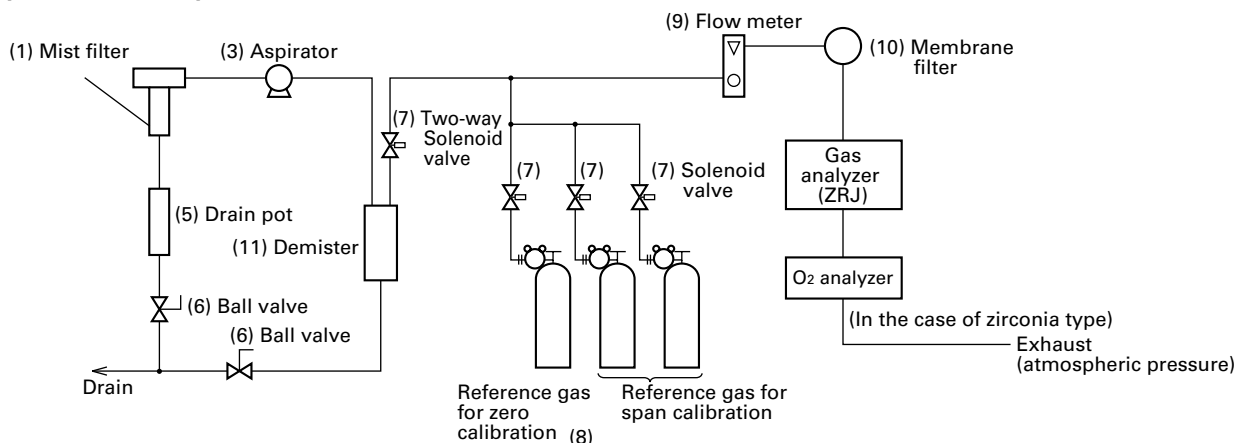 (9) Flow meter
(1) Mist filter
(3) Aspirator
(10) Membrane
filter
(7) Two-way
Solenoid
valve
(7)
(7)
(7) Solenoid
valve
Gas
analyzer
(ZRJ)
(5) Drain pot
(11) Demister
O2 analyzer
(6) Ball valve
(6) Ball valve
(In the case of zirconia type)
Exhaust
(atmospheric pressure)
Drain
Reference gas
for zero
calibration (8)
Reference gas for
span calibration